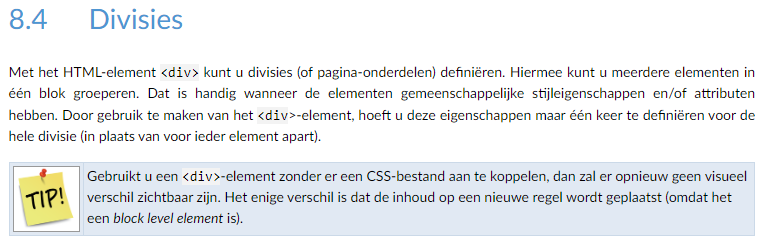 8.4 Divisies
Met het HTML-element <div> kunt u divisies (of pagina-onderdelen) definiëren. Hiermee kunt u meerdere elementen in
één blok groeperen. Dat is handig wanneer de elementen gemeenschappelijke stijleigenschappen en/of attributen
hebben. Door gebruik te maken van het <div>-element, hoeft u deze eigenschappen maar één keer te definiëren voor de
hele divisie (in plaats van voor ieder element apart).
TIP!
Gebruikt u een <div>-element zonder er een CSS-bestand aan te koppelen, dan zal er opnieuw geen visueel
verschil zichtbaar zijn. Het enige verschil is dat de inhoud op een nieuwe regel wordt geplaatst (omdat het
een block level element is).